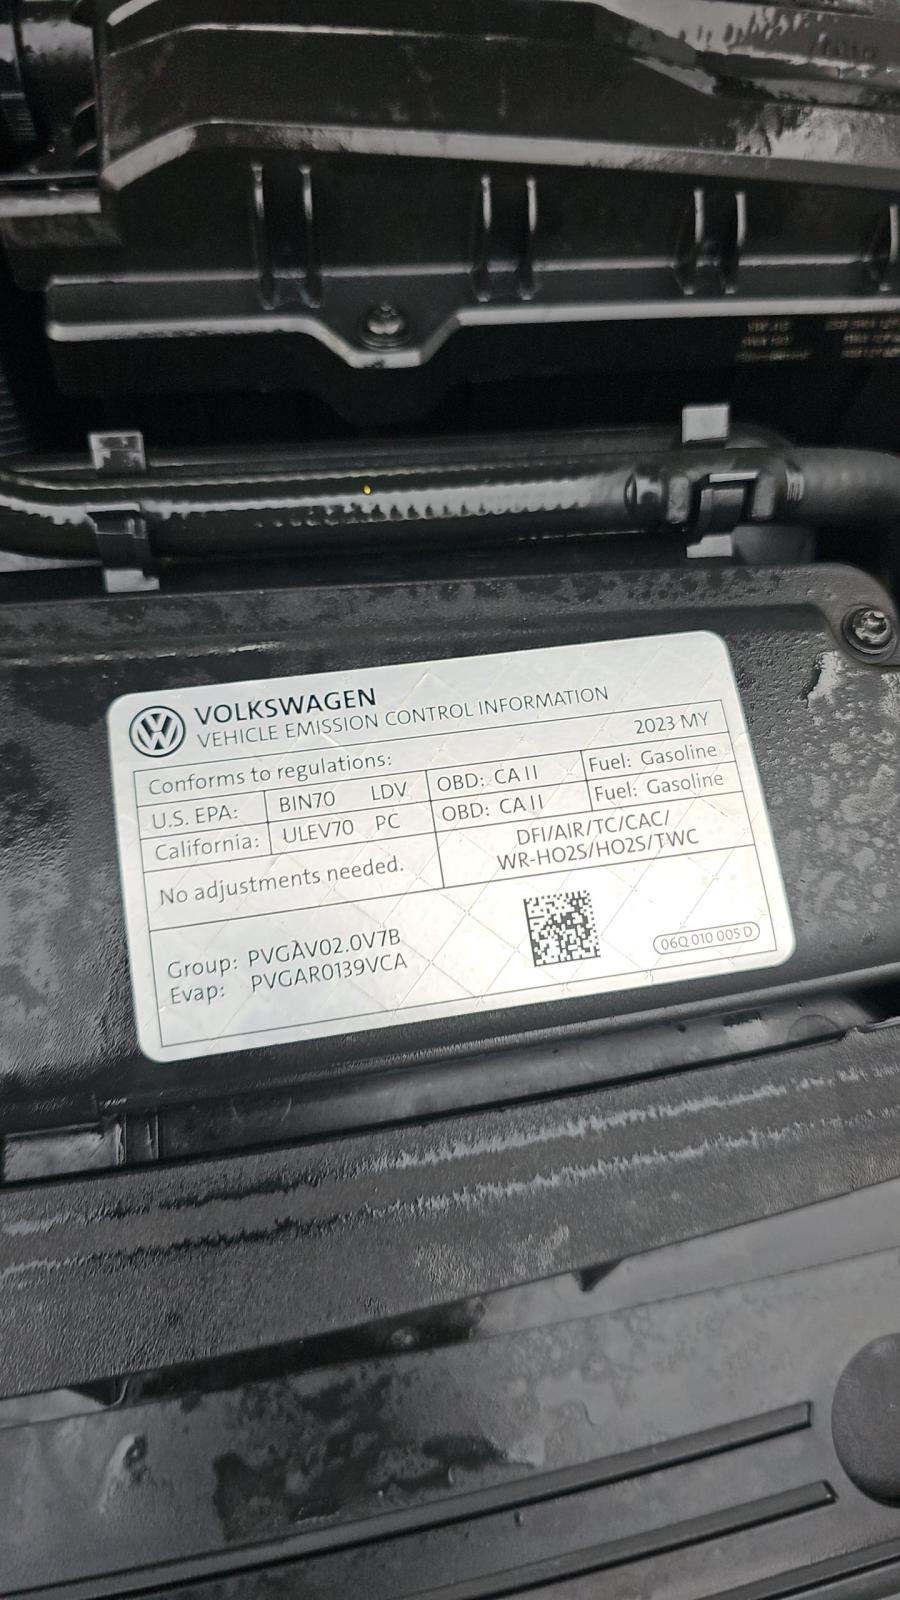 VOLKSWAGEN
VEHICLE EMISSION CONTROL INFORMATION
Conforms to regulations: 2023 MY
U.S. EPA: BIN70 LDV OBD: CA II Fuel: Gasoline
California: ULEV70 PC OBD: CA II Fuel: Gasoline
No adjustments needed. DFI/AIR/TC/CAC/
WR-HO2S/HO2S/TWC
Group: PVGAV02.0V7B
Evap: PVGAR0139VCA
06Q 010 005 D